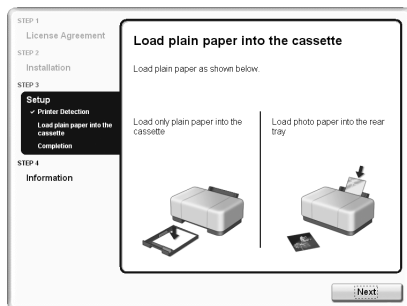 STEP 1
License Agreement
STEP 2
Installation
STEP 3
Setup
Printer Detection
Load plain paper into the
cassette
Completion
STEP 4
Information
Load plain paper into the cassette
Load plain paper as shown below.
Load only plain paper into the
cassette
Load photo paper into the rear
tray
Next